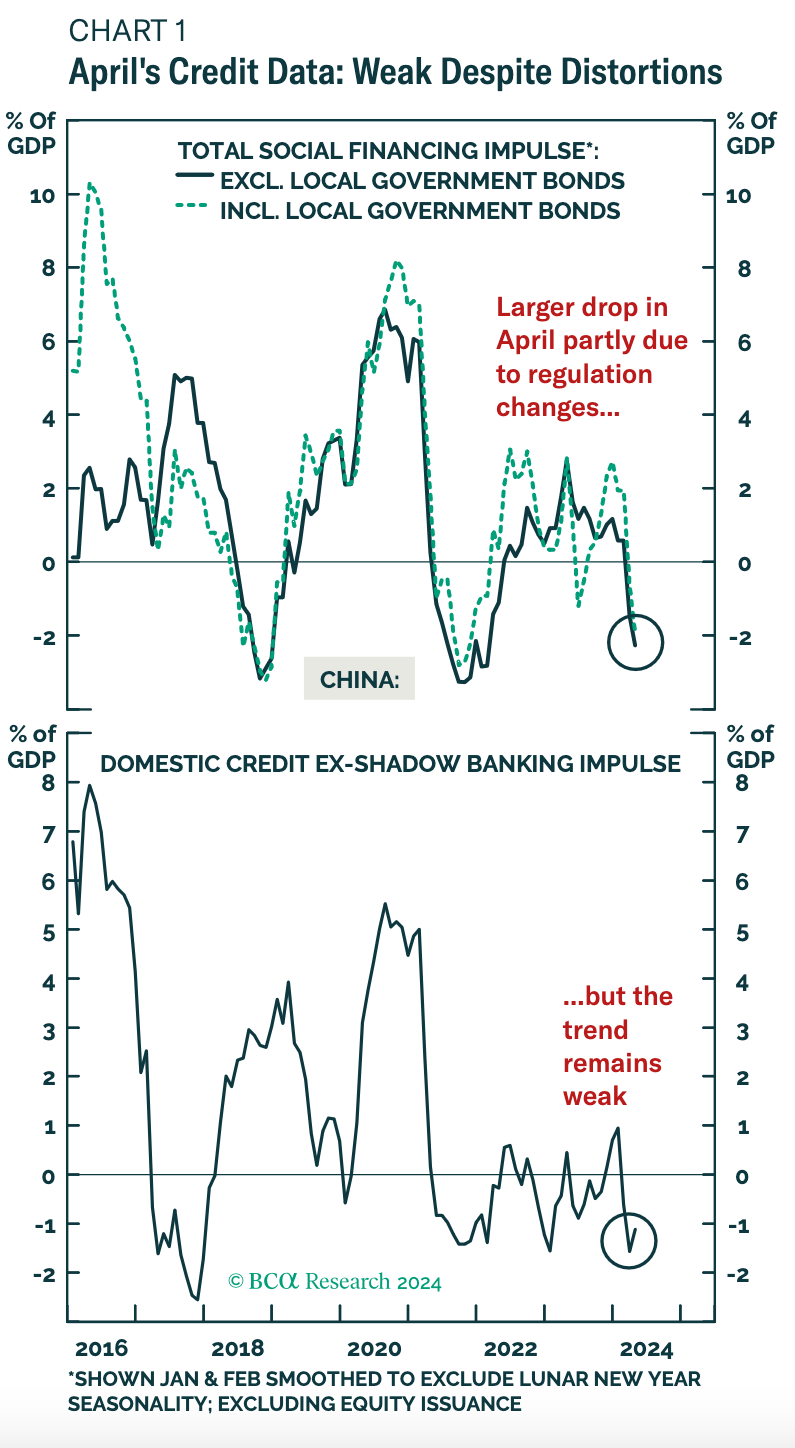 CHART 1
April's Credit Data: Weak Despite Distortions
% Of
GDP
% Of
GDP
TOTAL SOCIAL FINANCING IMPULSE*:
EXCL. LOCAL GOVERNMENT BONDS
INCL. LOCAL GOVERNMENT BONDS
10
8
6
4
2
0
-2
10
8
6
4
2
0
-2
Larger drop in
April partly due
to regulation
changes...
CHINA:
% of
GDP
% of
GDP
DOMESTIC CREDIT EX-SHADOW BANKING IMPULSE
8
7
6
5
4
3
2
1
0
-1
-2
8
7
6
5
4
3
2
1
0
-1
-2
...but the
trend
remains
weak
© BCα Research 2024
2016 2018 2020 2022 2024
*SHOWN JAN & FEB SMOOTHED TO EXCLUDE LUNAR NEW YEAR
SEASONALITY; EXCLUDING EQUITY ISSUANCE